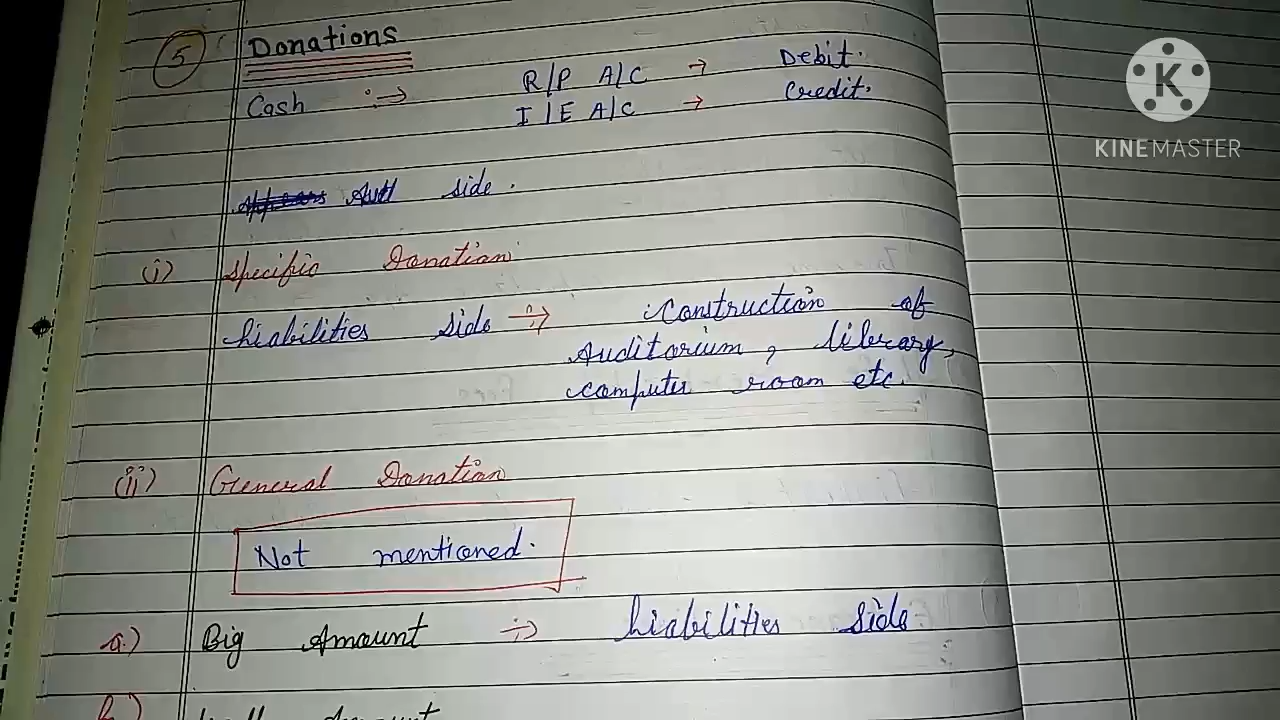 5 Donations
Cash :→ R/P A/C → Debit.
I/E A/C → Credit.
side.
(i) Specific Donation
Liabilities side :→ Construction of
Auditorium, library,
computer room etc.
(ii) General Donation
Not mentioned.
a.) Big Amount :→ Liabilities side
Amount
K
KINEMASTER